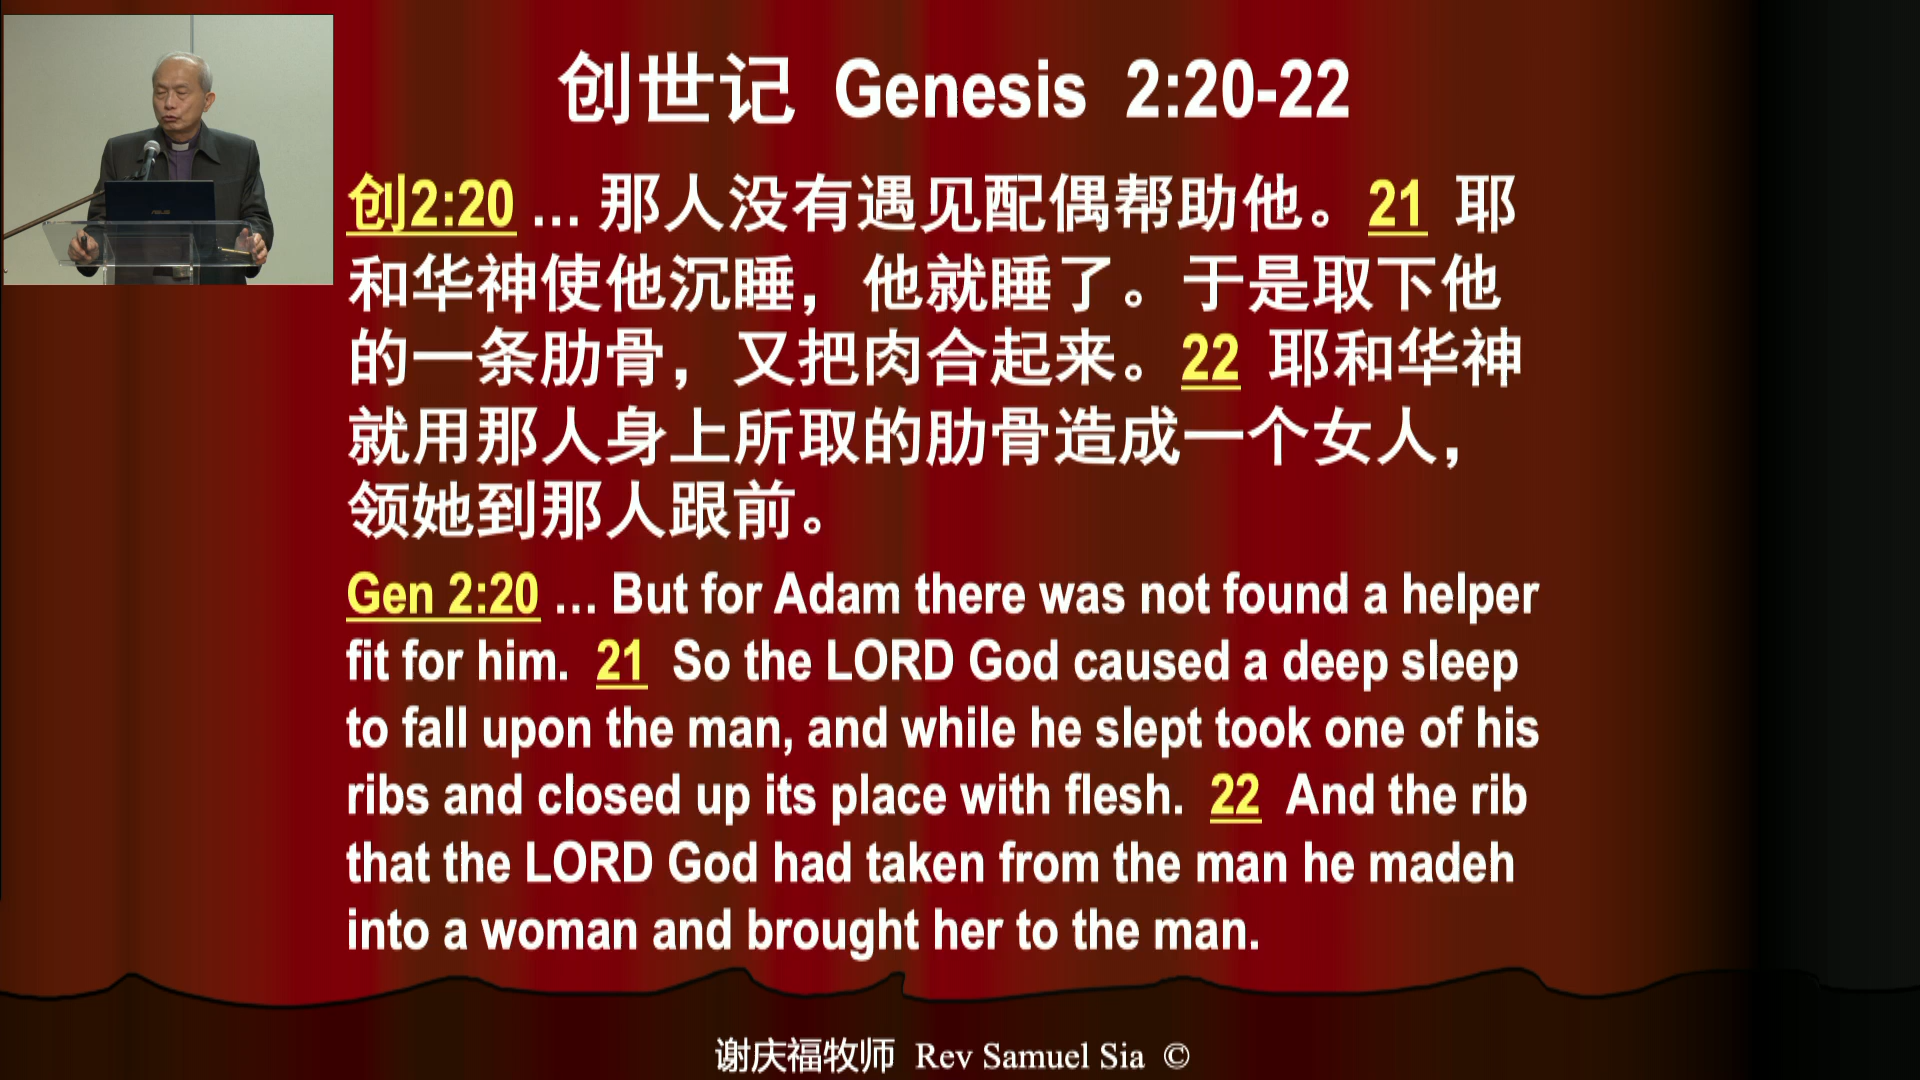 创世记 Genesis 2:20-22
创2:20 … 那人没有遇见配偶帮助他。21 耶
和华神使他沉睡，他就睡了。于是取下他
的一条肋骨，又把肉合起来。22 耶和华神
就用那人身上所取的肋骨造成一个女人，
领她到那人跟前。
Gen 2:20 … But for Adam there was not found a helper
fit for him. 21 So the LORD God caused a deep sleep
to fall upon the man, and while he slept took one of his
ribs and closed up its place with flesh. 22 And the rib
that the LORD God had taken from the man he madeh
into a woman and brought her to the man.
谢庆福牧师 Rev Samuel Sia ©